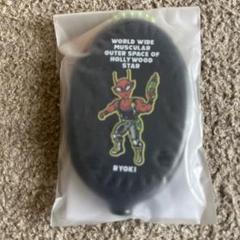 WORLD WIDE
MUSCULAR
OUTER SPACE OF
HOLLYWOOD
STAR
RYOKI